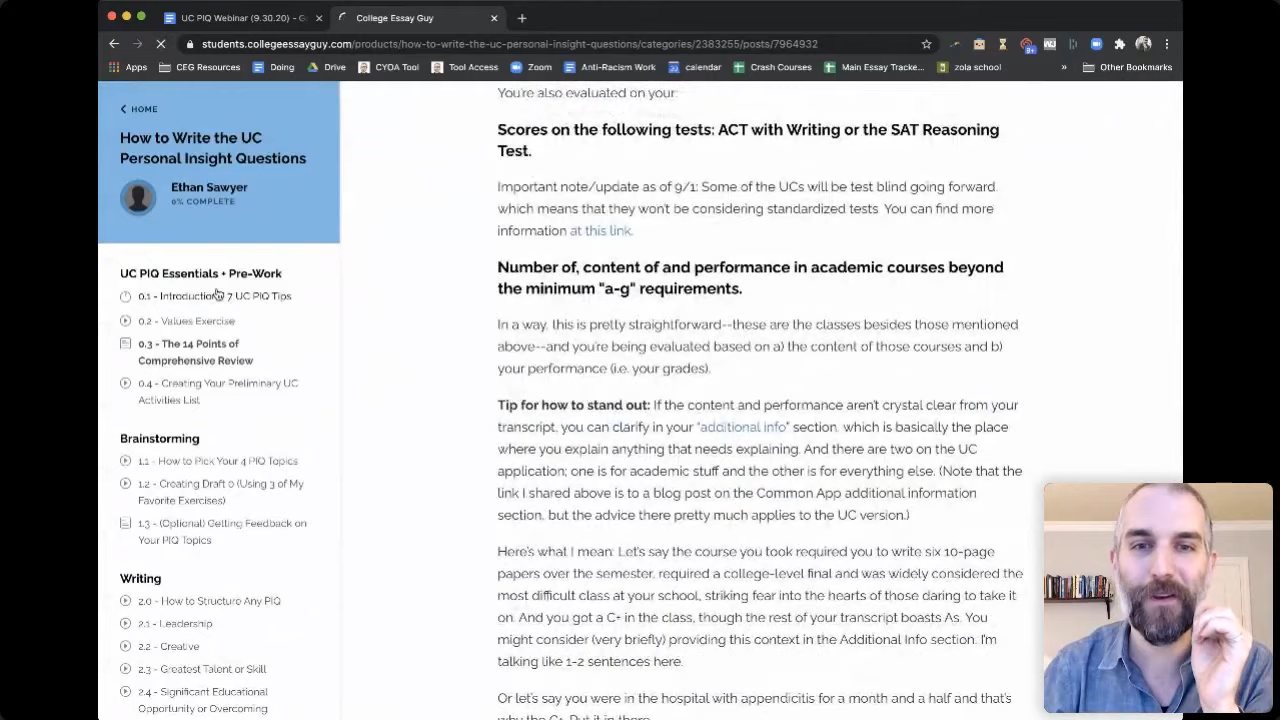 UC PIQ Webinar (9.30.20) - G
College Essay Guy
students.collegeessayguy.com/products/how-to-write-the-uc-personal-insight-questions/categories/2383255/posts/7964932
Apps
CEG Resources
Doing
Drive
CYOA Tool
Tool Access
Zoom
Anti-Racism Work
calendar
Crash Courses
Main Essay Tracke...
zola school
»
Other Bookmarks
HOME
How to Write the UC
Personal Insight Questions
Ethan Sawyer
0% COMPLETE
UC PIQ Essentials + Pre-Work
0.1 - Introduction 7 UC PIQ Tips
0.2 - Values Exercise
0.3 - The 14 Points of
Comprehensive Review
0.4 - Creating Your Preliminary UC
Activities List
Brainstorming
1.1 - How to Pick Your 4 PIQ Topics
1.2 - Creating Draft 0 (Using 3 of My
Favorite Exercises)
1.3 - (Optional) Getting Feedback on
Your PIQ Topics
Writing
2.0 - How to Structure Any PIQ
2.1 - Leadership
2.2 - Creative
2.3 - Greatest Talent or Skill
2.4 - Significant Educational
Opportunity or Overcoming
You're also evaluated on your:
Scores on the following tests: ACT with Writing or the SAT Reasoning
Test.
Important note/update as of 9/1: Some of the UCs will be test blind going forward,
which means that they won't be considering standardized tests. You can find more
information at this link.
Number of, content of and performance in academic courses beyond
the minimum "a-g" requirements.
In a way, this is pretty straightforward--these are the classes besides those mentioned
above--and you're being evaluated based on a) the content of those courses and b)
your performance (i.e. your grades).
Tip for how to stand out: If the content and performance aren't crystal clear from your
transcript, you can clarify in your "additional info" section, which is basically the place
where you explain anything that needs explaining. And there are two on the UC
application; one is for academic stuff and the other is for everything else. (Note that the
link I shared above is to a blog post on the Common App additional information
section, but the advice there pretty much applies to the UC version.)
Here's what I mean: Let's say the course you took required you to write six 10-page
papers over the semester, required a college-level final and was widely considered the
most difficult class at your school, striking fear into the hearts of those daring to take it
on. And you got a C+ in the class, though the rest of your transcript boasts As. You
might consider (very briefly) providing this context in the Additional Info section. I'm
talking like 1-2 sentences here.
Or let's say you were in the hospital with appendicitis for a month and a half and that's
why the C+. Put it in there.